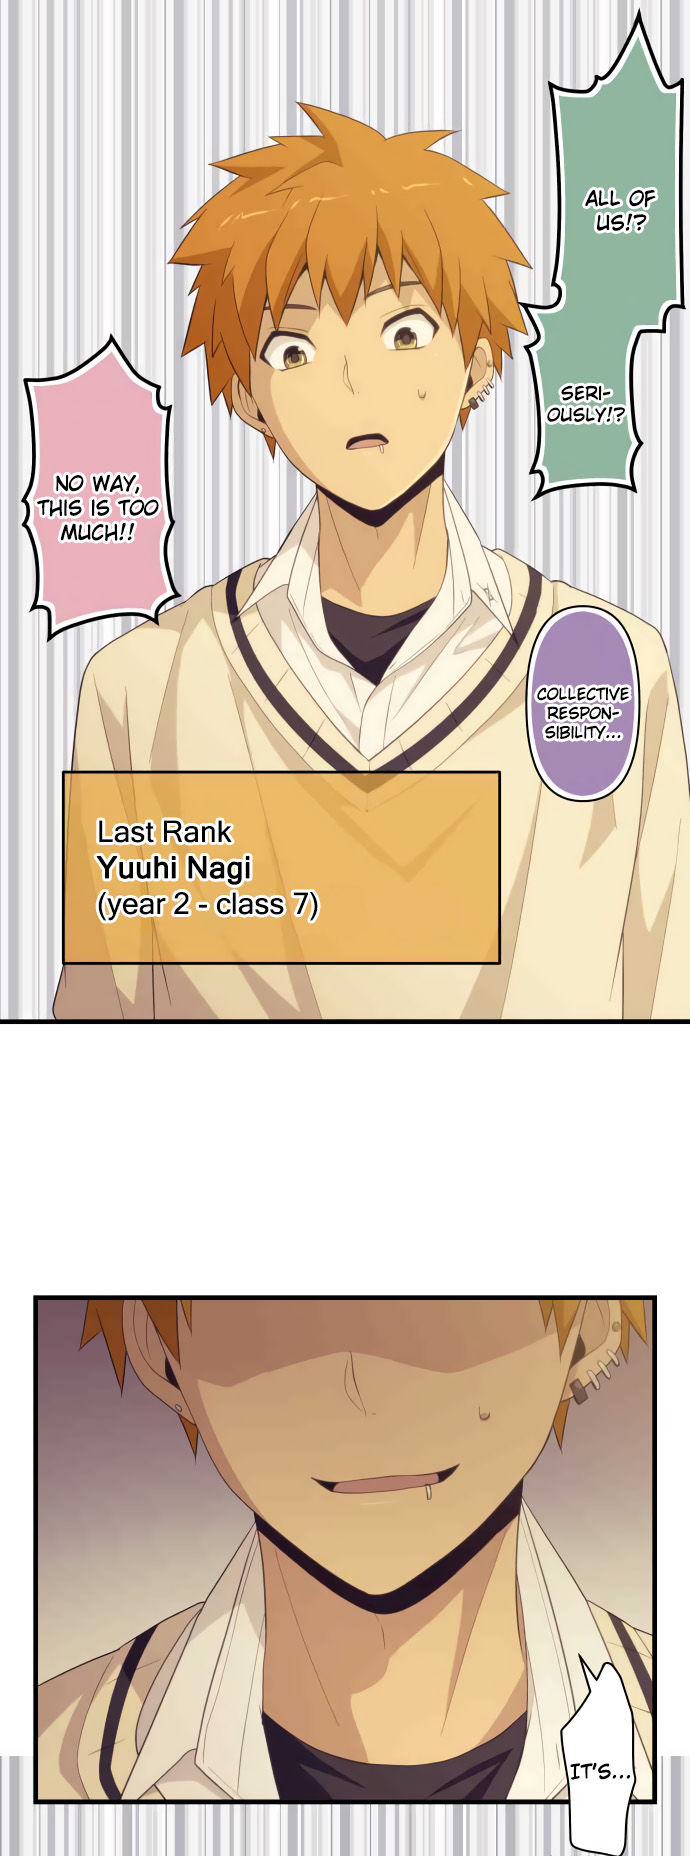 ALL OF
US!?
SERI-
OUSLY!?
NO WAY,
THIS IS TOO
MUCH!!
COLLECTIVE
RESPON-
SIBILITY...
Last Rank
Yuuhi Nagi
(year 2 - class 7)
IT'S...